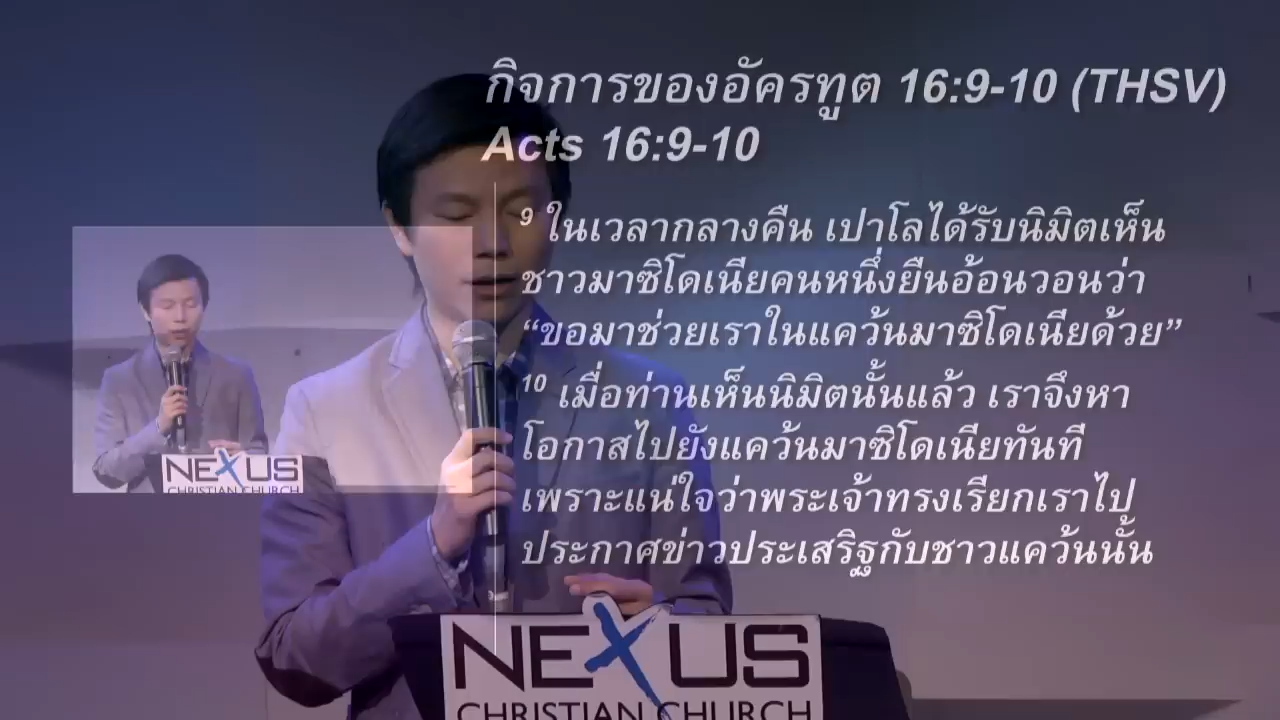 กิจการของอัครทูต 16:9-10 (THSV)
Acts 16:9-10
9 ในเวลากลางคืน เปาโลได้รับนิมิตเห็น
ชาวมาซิโดเนียคนหนึ่งยืนอ้อนวอนว่า
“ขอมาช่วยเราในแคว้นมาซิโดเนียด้วย”
10 เมื่อท่านเห็นนิมิตนั้นแล้ว เราจึงหา
โอกาสไปยังแคว้นมาซิโดเนียทันที
เพราะแน่ใจว่าพระเจ้าทรงเรียกเราไป
ประกาศข่าวประเสริฐกับชาวแคว้นนั้น
NEXUS
CHRISTIAN CHURCH
NEXUS
CHRISTIAN CHURCH